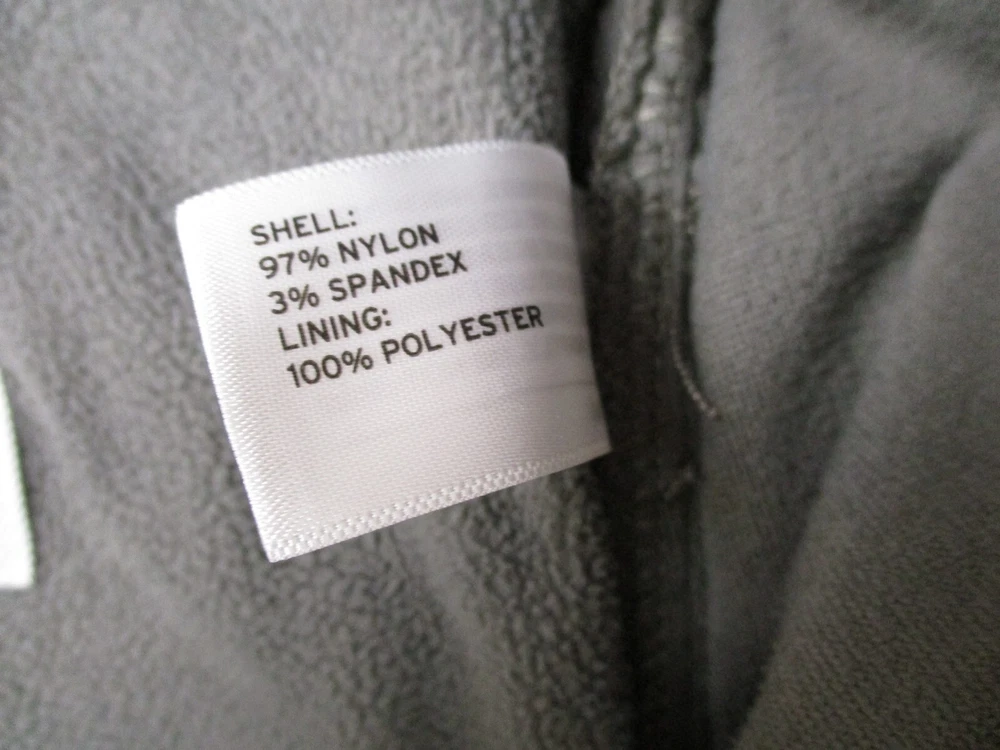 SHELL:
97% NYLON
3% SPANDEX
LINING:
100% POLYESTER